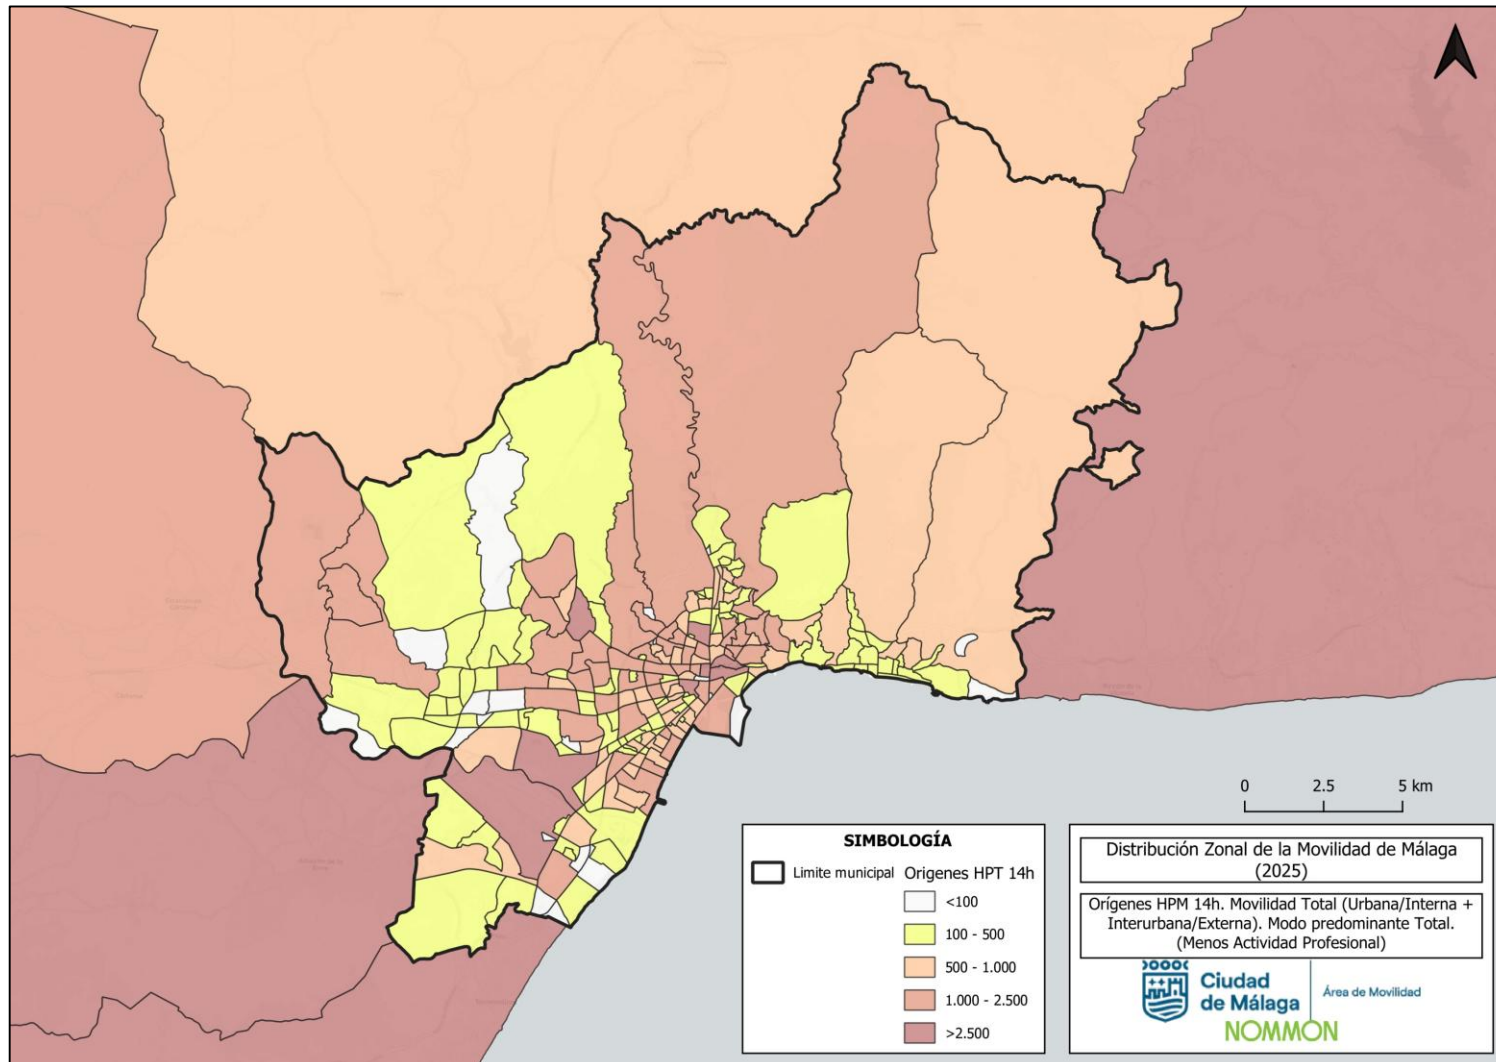 SIMBOLOGÍA
Limite municipal
Origenes HPT 14h
<100
100 - 500
500 - 1.000
1.000 - 2.500
>2.500
0 2.5 5 km
Distribución Zonal de la Movilidad de Málaga
(2025)
Orígenes HPM 14h. Movilidad Total (Urbana/Interna +
Interurbana/Externa). Modo predominante Total.
(Menos Actividad Profesional)
Ciudad
de Málaga
Área de Movilidad
NOMMON